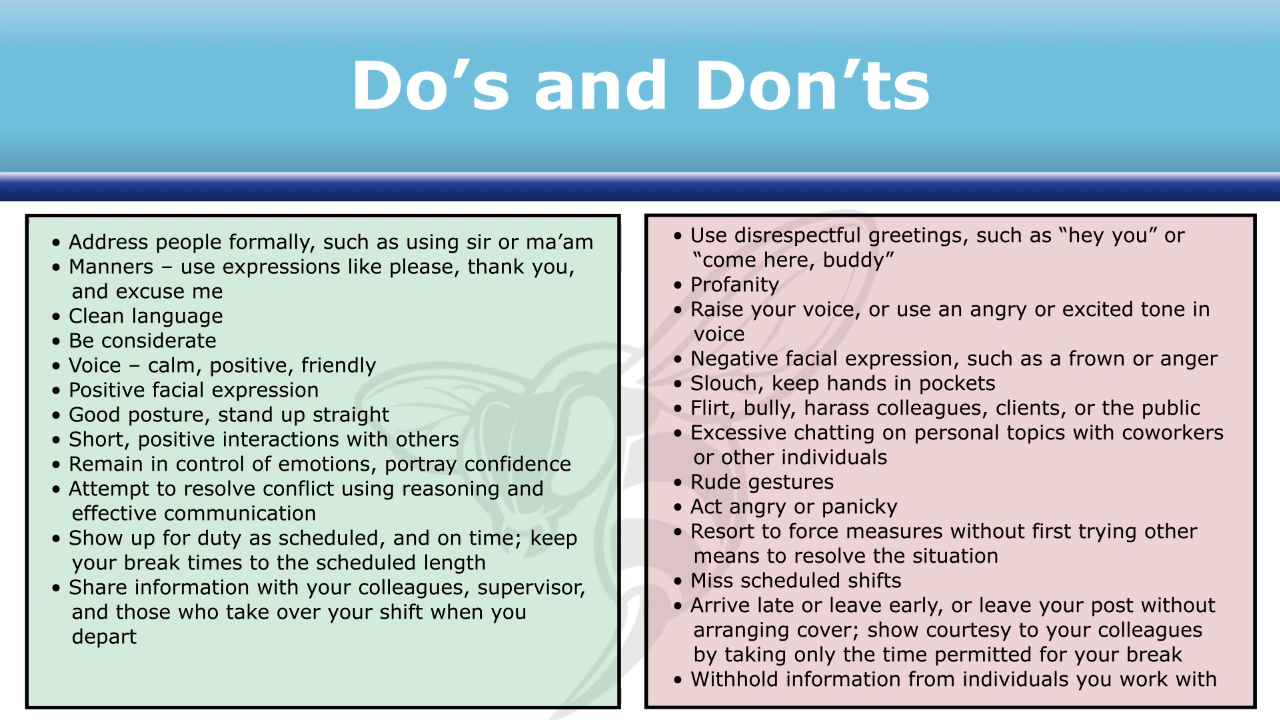 Do’s and Don’ts
• Address people formally, such as using sir or ma’am
• Manners – use expressions like please, thank you,
and excuse me
• Clean language
• Be considerate
• Voice – calm, positive, friendly
• Positive facial expression
• Good posture, stand up straight
• Short, positive interactions with others
• Remain in control of emotions, portray confidence
• Attempt to resolve conflict using reasoning and
effective communication
• Show up for duty as scheduled, and on time; keep
your break times to the scheduled length
• Share information with your colleagues, supervisor,
and those who take over your shift when you
depart
• Use disrespectful greetings, such as “hey you” or
“come here, buddy”
• Profanity
• Raise your voice, or use an angry or excited tone in
voice
• Negative facial expression, such as a frown or anger
• Slouch, keep hands in pockets
• Flirt, bully, harass colleagues, clients, or the public
• Excessive chatting on personal topics with coworkers
or other individuals
• Rude gestures
• Act angry or panicky
• Resort to force measures without first trying other
means to resolve the situation
• Miss scheduled shifts
• Arrive late or leave early, or leave your post without
arranging cover; show courtesy to your colleagues
by taking only the time permitted for your break
• Withhold information from individuals you work with